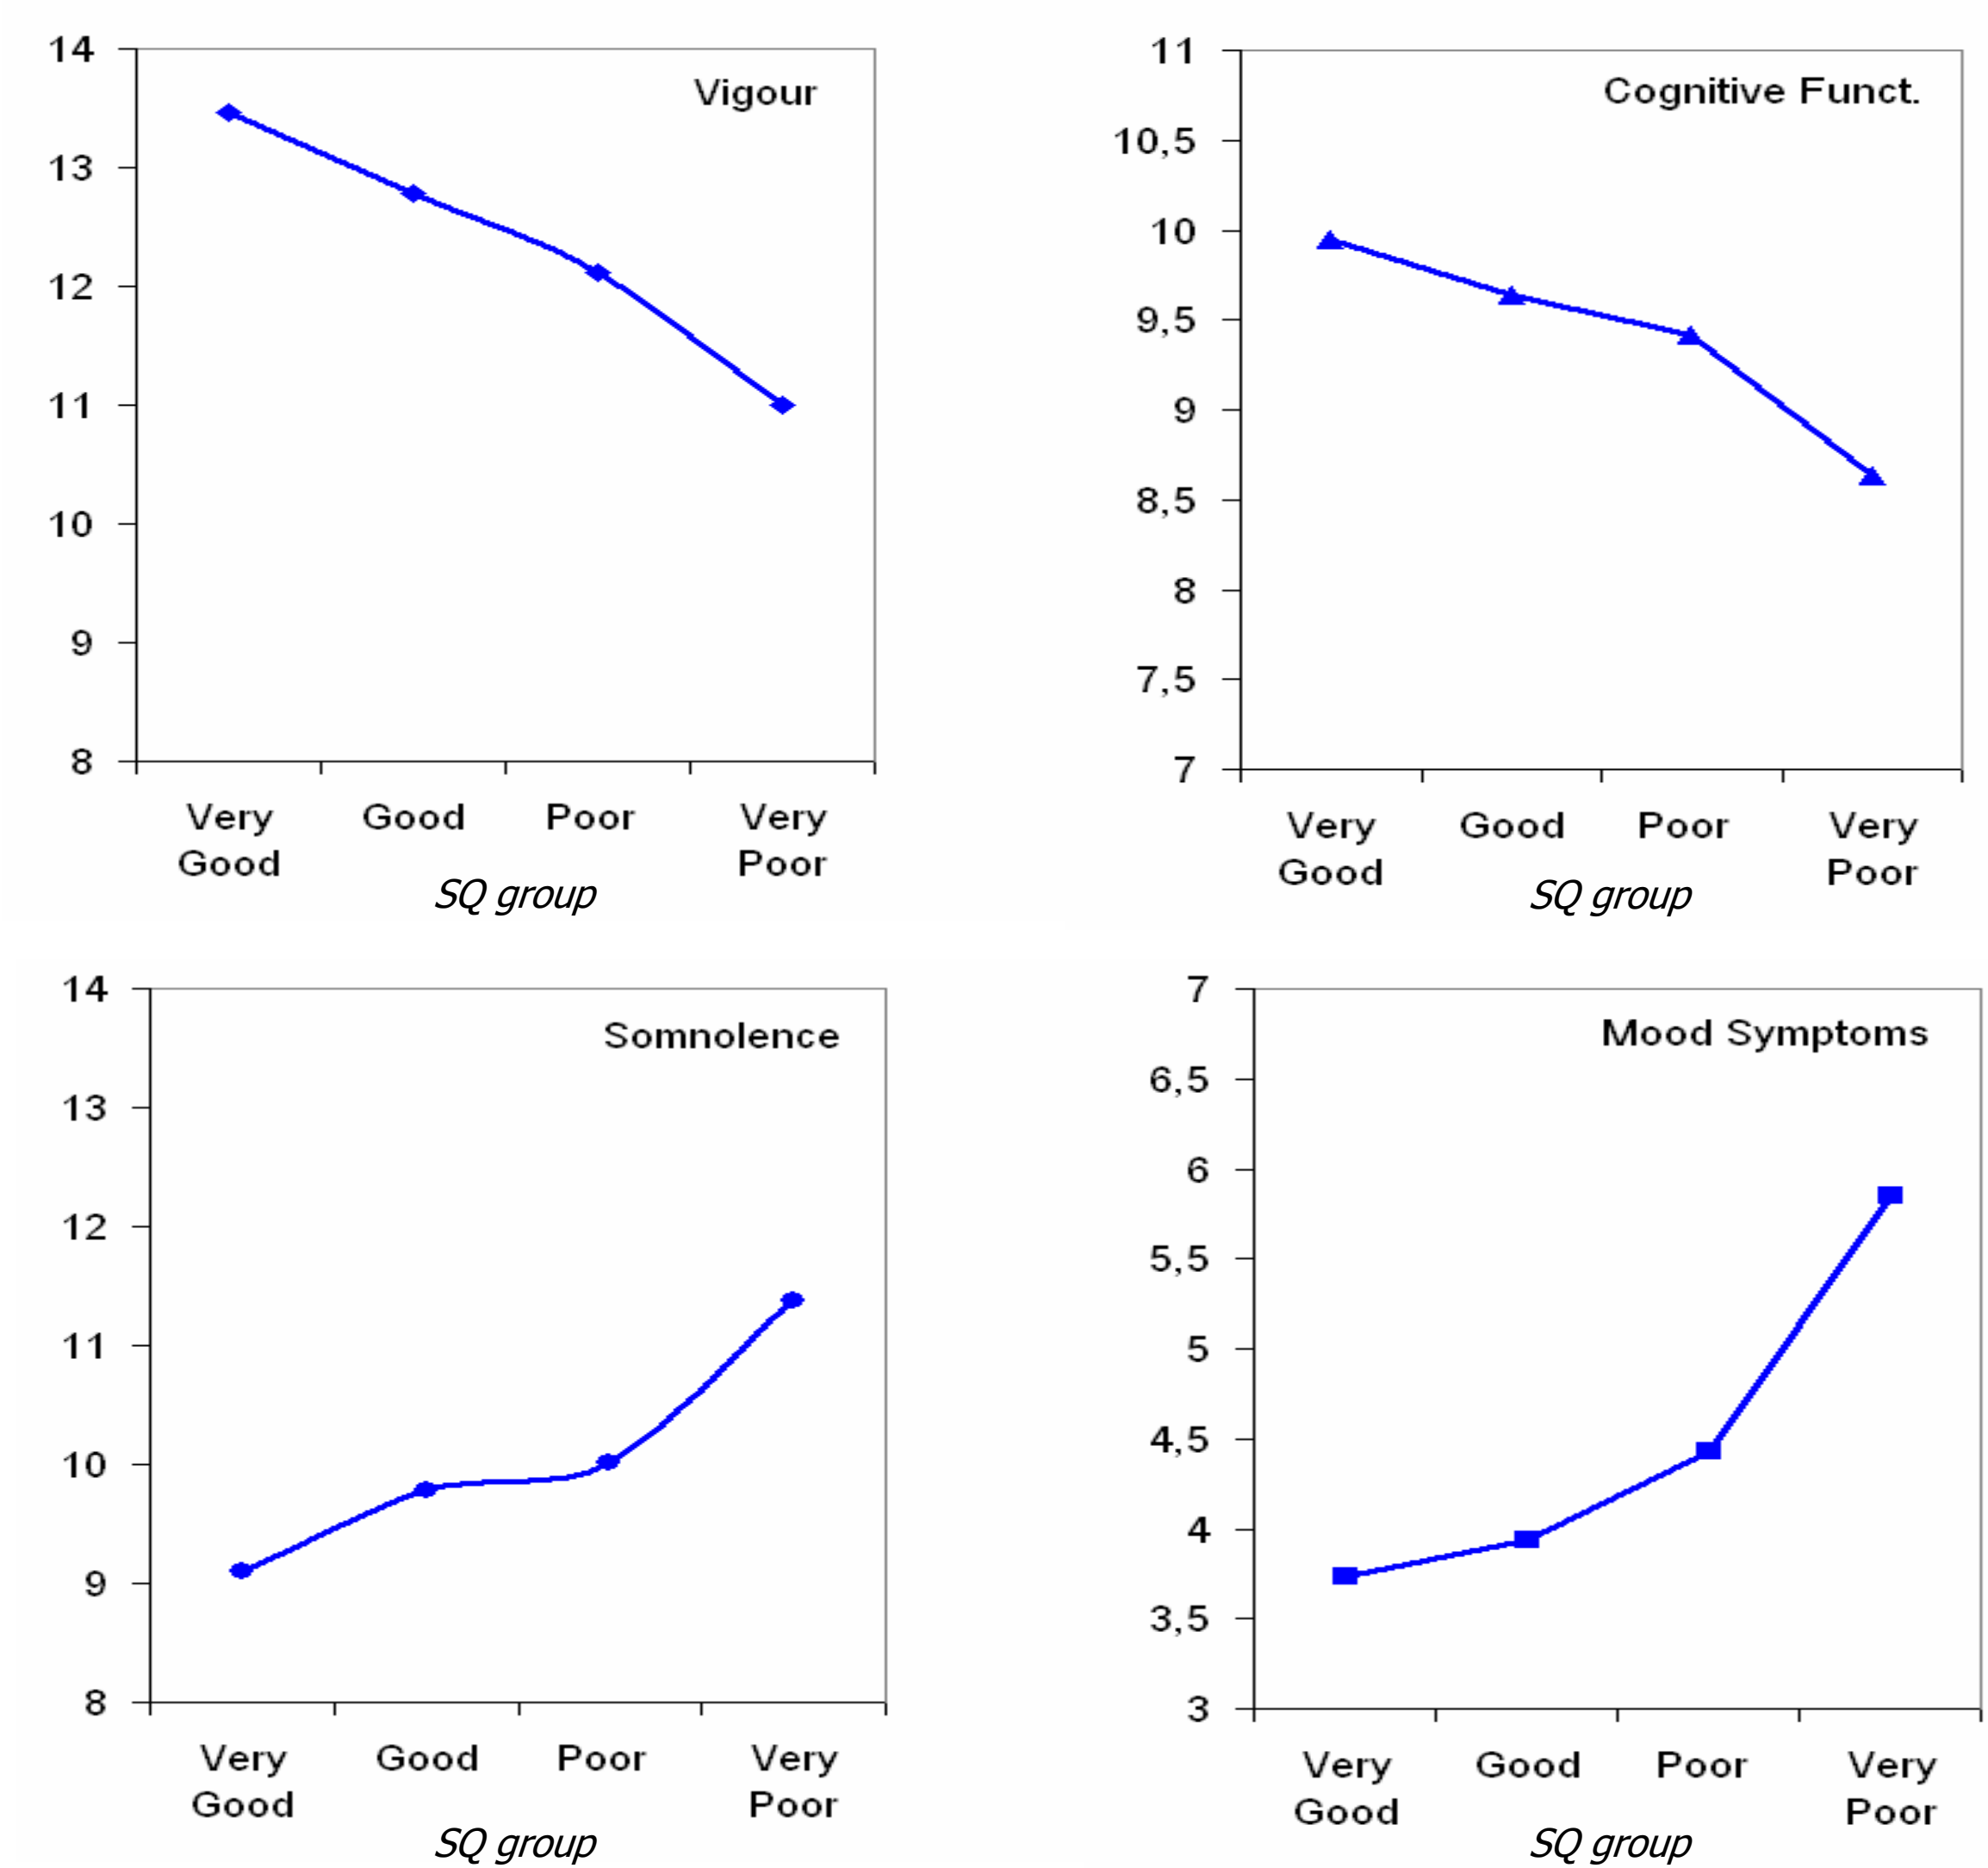 Vigour
14
13
12
11
10
9
8
Very Good Poor Very
Good Poor
SQ group
Cognitive Funct.
11
10,5
10
9,5
9
8,5
8
7,5
7
Very Good Poor Very
Good Poor
SQ group
Somnolence
14
13
12
11
10
9
8
Very Good Poor Very
Good Poor
SQ group
Mood Symptoms
7
6,5
6
5,5
5
4,5
4
3,5
3
Very Good Poor Very
Good Poor
SQ group